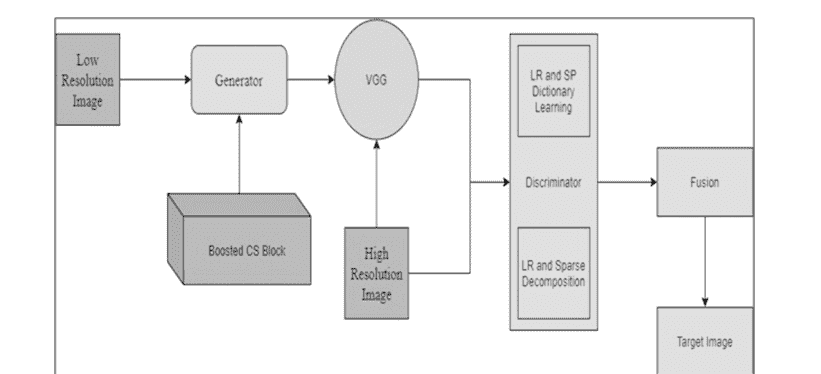 Low
Resolution
Image
Generator
VGG
LR and SP
Dictionary
Learning
Discriminator
Fusion
Boosted CS Block
High
Resolution
Image
LR and Sparse
Decomposition
Target Image